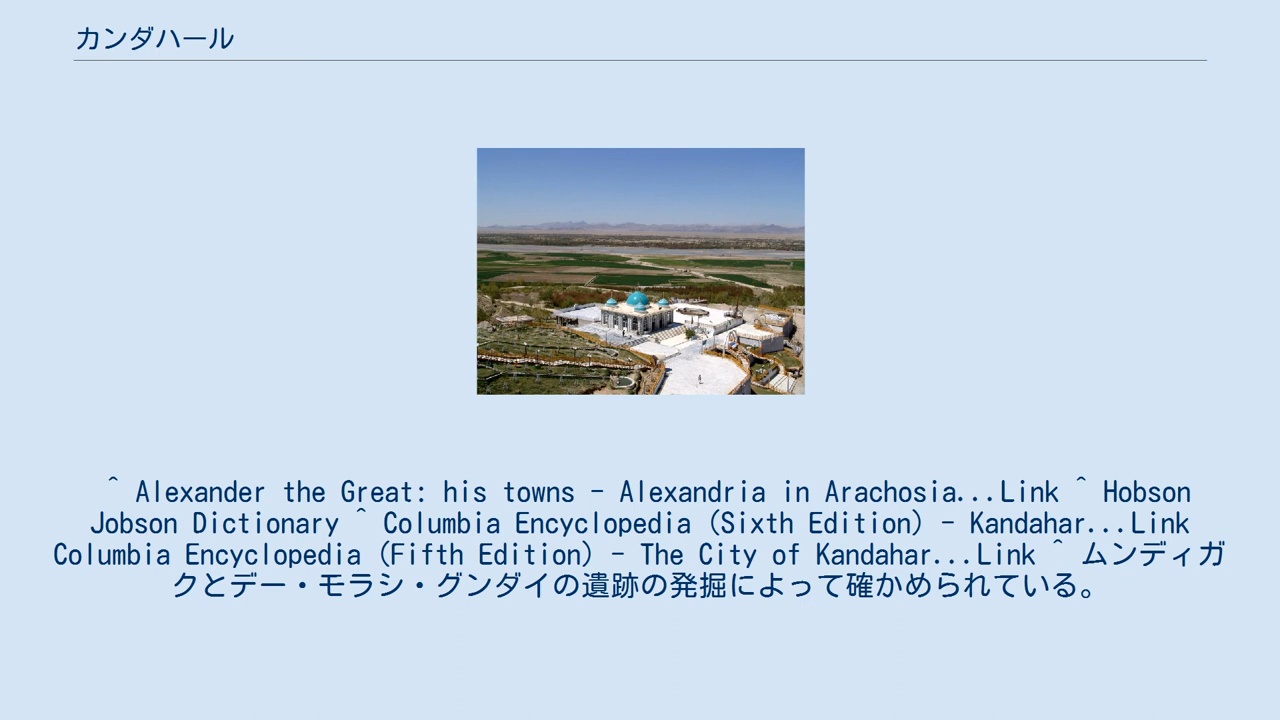 カンダハール
^ Alexander the Great: his towns - Alexandria in Arachosia...Link ^ Hobson
Jobson Dictionary ^ Columbia Encyclopedia (Sixth Edition) - Kandahar...Link
Columbia Encyclopedia (Fifth Edition) - The City of Kandahar...Link ^ ムンディガ
クとデー・モラシ・グンダイの遺跡の発掘によって確かめられている。